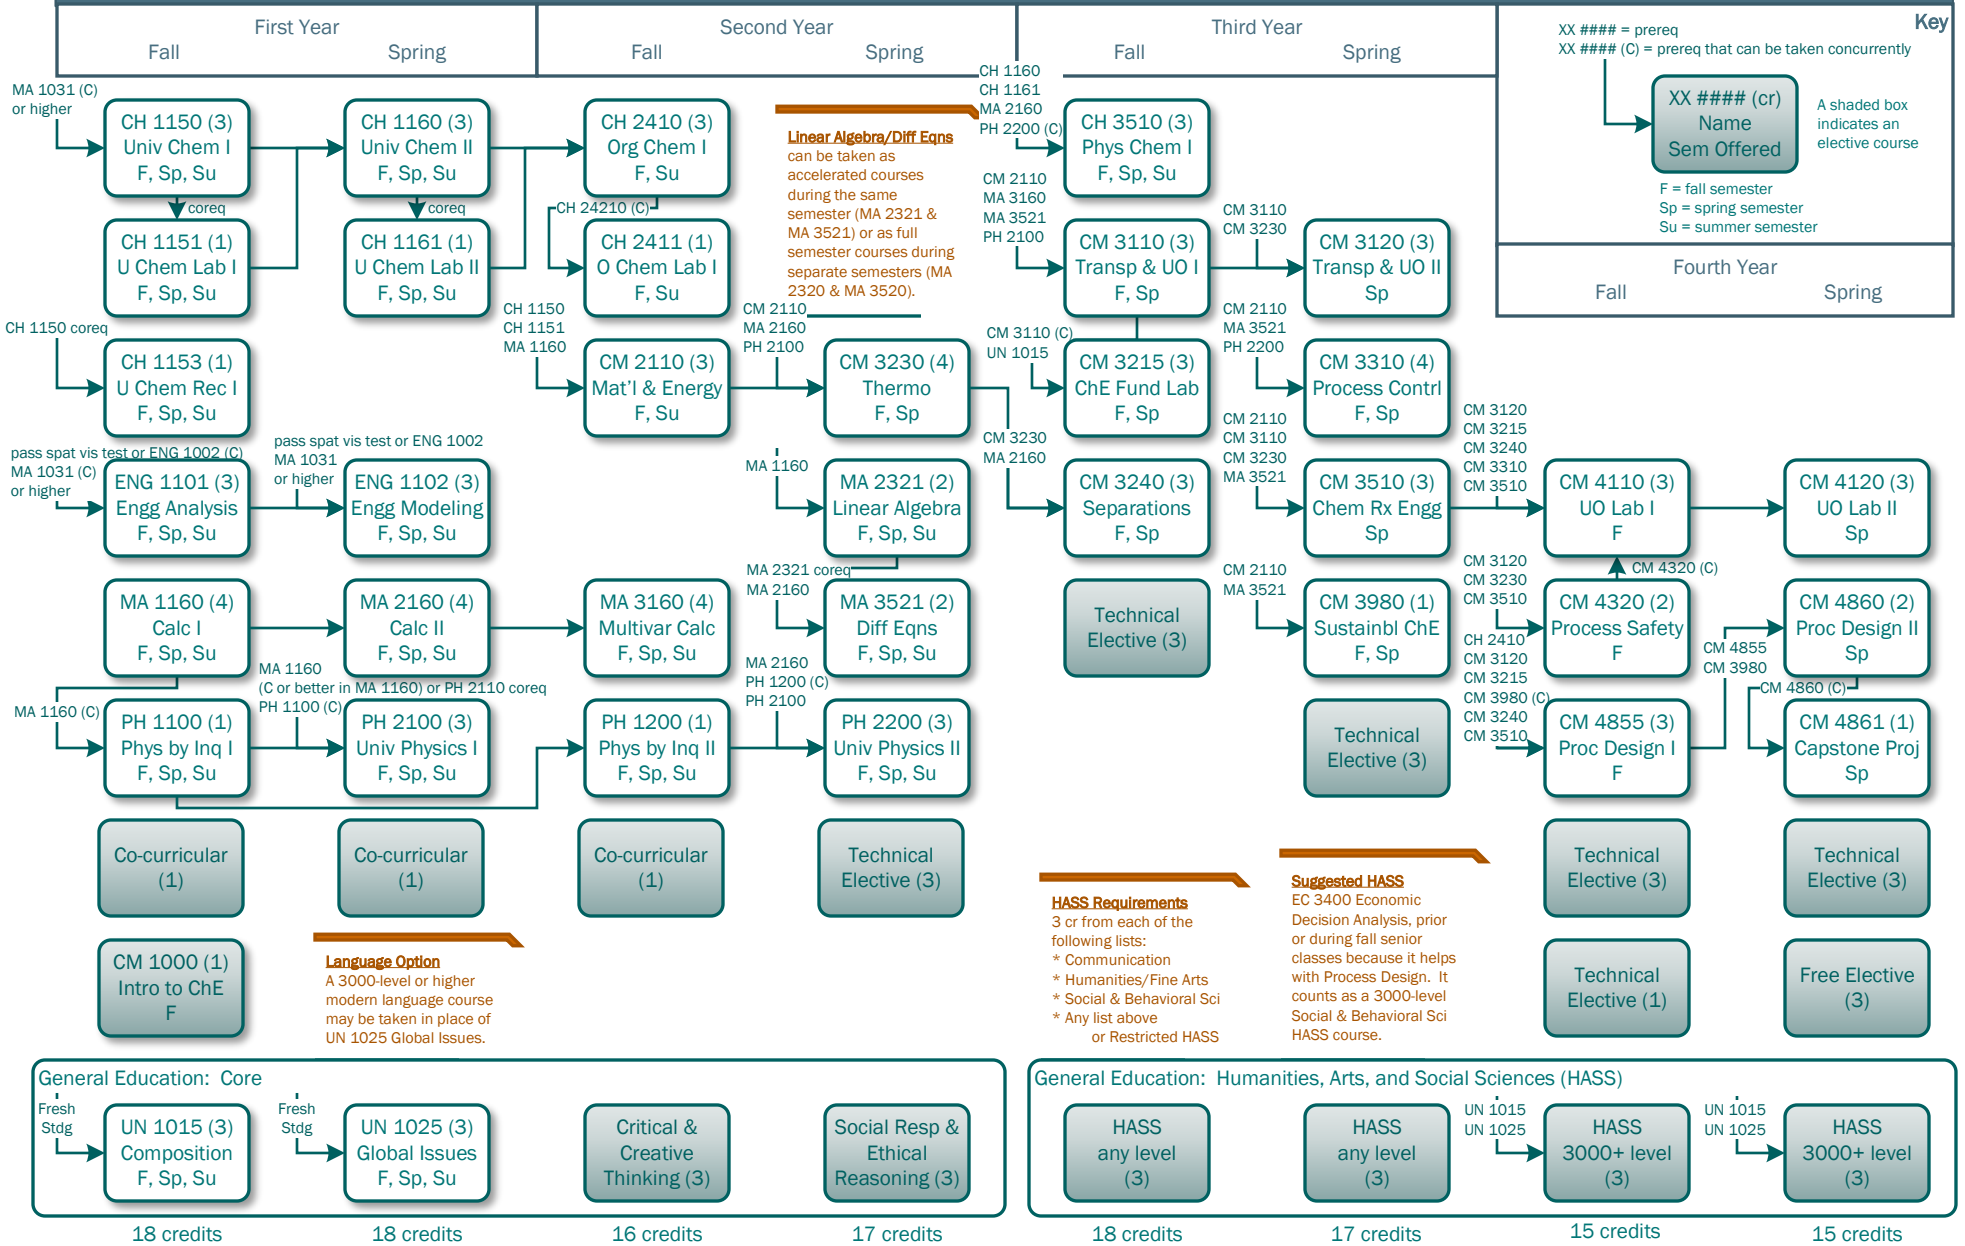 First Year
Second Year
Third Year
Fall
Spring
Fall
Spring
Fall
Spring
Key
XX #### = prereq
XX #### (C) = prereq that can be taken concurrently
XX #### (cr)
Name
Sem Offered
A shaded box
indicates an
elective course
F = fall semester
Sp = spring semester
Su = summer semester
Fourth Year
Fall
Spring
MA 1031 (C)
or higher
CH 1150 (3)
Univ Chem I
F, Sp, Su
coreq
CH 1151 (1)
U Chem Lab I
F, Sp, Su
CH 1150 coreq
CH 1153 (1)
U Chem Rec I
F, Sp, Su
pass spat vis test or ENG 1002 (C)
MA 1031 (C)
or higher
ENG 1101 (3)
Engg Analysis
F, Sp, Su
MA 1160 (4)
Calc I
F, Sp, Su
MA 1160 (C)
PH 1100 (1)
Phys by Inq I
F, Sp, Su
Co-curricular
(1)
CM 1000 (1)
Intro to ChE
F
CH 1160 (3)
Univ Chem II
F, Sp, Su
coreq
CH 1161 (1)
U Chem Lab II
F, Sp, Su
pass spat vis test or ENG 1002
MA 1031
or higher
ENG 1102 (3)
Engg Modeling
F, Sp, Su
MA 2160 (4)
Calc II
F, Sp, Su
MA 1160
(C or better in MA 1160) or PH 2110 coreq
PH 1100 (C)
PH 2100 (3)
Univ Physics I
F, Sp, Su
Co-curricular
(1)
Language Option
A 3000-level or higher
modern language course
may be taken in place of
UN 1025 Global Issues.
CH 2410 (3)
Org Chem I
F, Su
CH 24210 (C)
CH 2411 (1)
O Chem Lab I
F, Su
CH 1150
CH 1151
MA 1160
CM 2110 (3)
Mat'l & Energy
F, Su
MA 3160 (4)
Multivar Calc
F, Sp, Su
PH 1200 (1)
Phys by Inq II
F, Sp, Su
Co-curricular
(1)
Linear Algebra/Diff Eqns
can be taken as
accelerated courses
during the same
semester (MA 2321 &
MA 3521) or as full
semester courses during
separate semesters (MA
2320 & MA 3520).
CM 2110
MA 2160
PH 2100
CM 3230 (4)
Thermo
F, Sp
MA 1160
MA 2321 (2)
Linear Algebra
F, Sp, Su
MA 2321 coreq
MA 2160
MA 3521 (2)
Diff Eqns
F, Sp, Su
MA 2160
PH 1200 (C)
PH 2100
PH 2200 (3)
Univ Physics II
F, Sp, Su
Technical
Elective (3)
CH 1160
CH 1161
MA 2160
PH 2200 (C)
CH 3510 (3)
Phys Chem I
F, Sp, Su
CM 2110
MA 3160
MA 3521
PH 2100
CM 3110 (3)
Transp & UO I
F, Sp
CM 3110 (C)
UN 1015
CM 3215 (3)
ChE Fund Lab
F, Sp
CM 3230
MA 2160
CM 3240 (3)
Separations
F, Sp
Technical
Elective (3)
HASS Requirements
3 cr from each of the
following lists:
* Communication
* Humanities/Fine Arts
* Social & Behavioral Sci
* Any list above
or Restricted HASS
CM 3110
CM 3230
CM 3120 (3)
Transp & UO II
Sp
CM 2110
MA 3521
PH 2200
CM 3310 (4)
Process Contrl
F, Sp
CM 2110
CM 3110
CM 3230
MA 3521
CM 3510 (3)
Chem Rx Engg
Sp
CM 2110
MA 3521
CM 3980 (1)
Sustainbl ChE
F, Sp
Technical
Elective (3)
Suggested HASS
EC 3400 Economic
Decision Analysis, prior
or during fall senior
classes because it helps
with Process Design. It
counts as a 3000-level
Social & Behavioral Sci
HASS course.
CM 3120
CM 3215
CM 3240
CM 3310
CM 3510
CM 4110 (3)
UO Lab I
F
CM 4320 (C)
CM 3120
CM 3230
CM 3510
CM 4320 (2)
Process Safety
F
CH 2410
CM 3120
CM 3215
CM 3980 (C)
CM 3240
CM 3510
CM 4855 (3)
Proc Design I
F
Technical
Elective (3)
Technical
Elective (1)
CM 4120 (3)
UO Lab II
Sp
CM 4855
CM 3980
CM 4860 (2)
Proc Design II
Sp
CM 4860 (C)
CM 4861 (1)
Capstone Proj
Sp
Technical
Elective (3)
Free Elective
(3)
General Education: Core
Fresh
Stdg
UN 1015 (3)
Composition
F, Sp, Su
Fresh
Stdg
UN 1025 (3)
Global Issues
F, Sp, Su
Critical &
Creative
Thinking (3)
Social Resp &
Ethical
Reasoning (3)
General Education: Humanities, Arts, and Social Sciences (HASS)
HASS
any level
(3)
HASS
any level
(3)
UN 1015
UN 1025
HASS
3000+ level
(3)
UN 1015
UN 1025
HASS
3000+ level
(3)
18 credits
18 credits
16 credits
17 credits
18 credits
17 credits
15 credits
15 credits